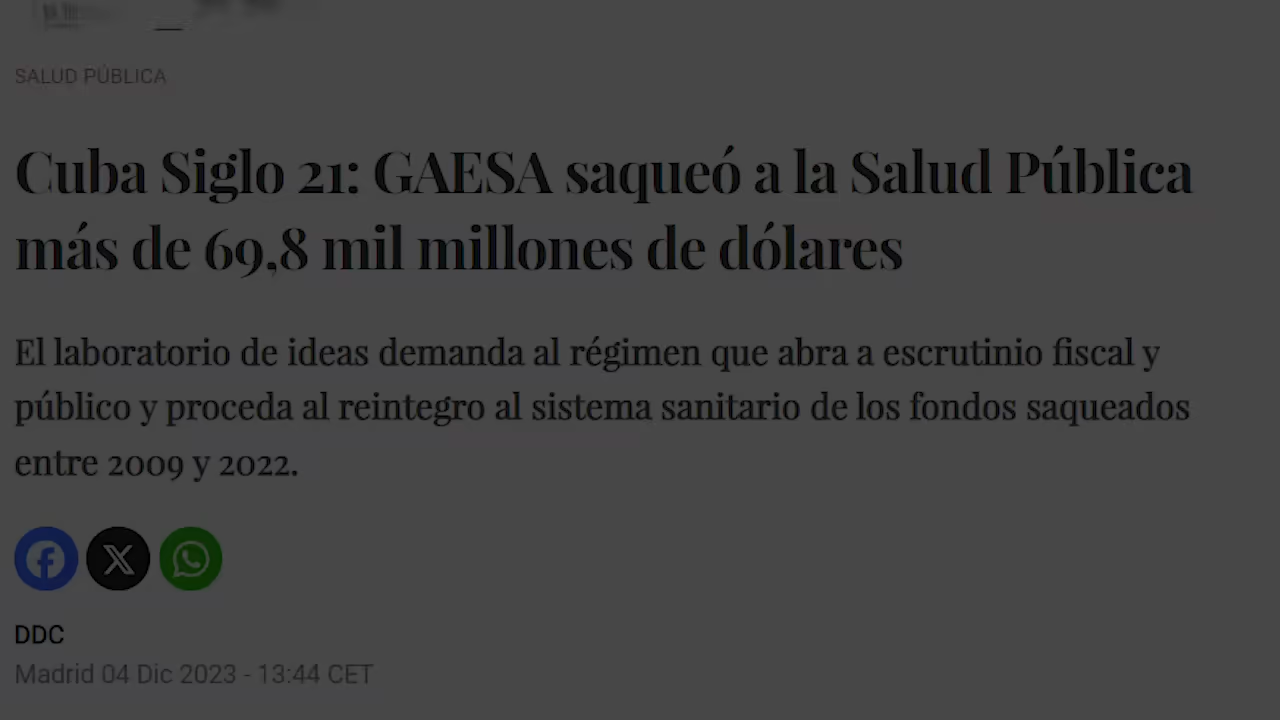 SALUD PÚBLICA
Cuba Siglo 21: GAESA saqueó a la Salud Pública
más de 69,8 mil millones de dólares
El laboratorio de ideas demanda al régimen que abra a escrutinio fiscal y
público y proceda al reintegro al sistema sanitario de los fondos saqueados
entre 2009 y 2022.
DDC
Madrid 04 Dic 2023 - 13:44 CET